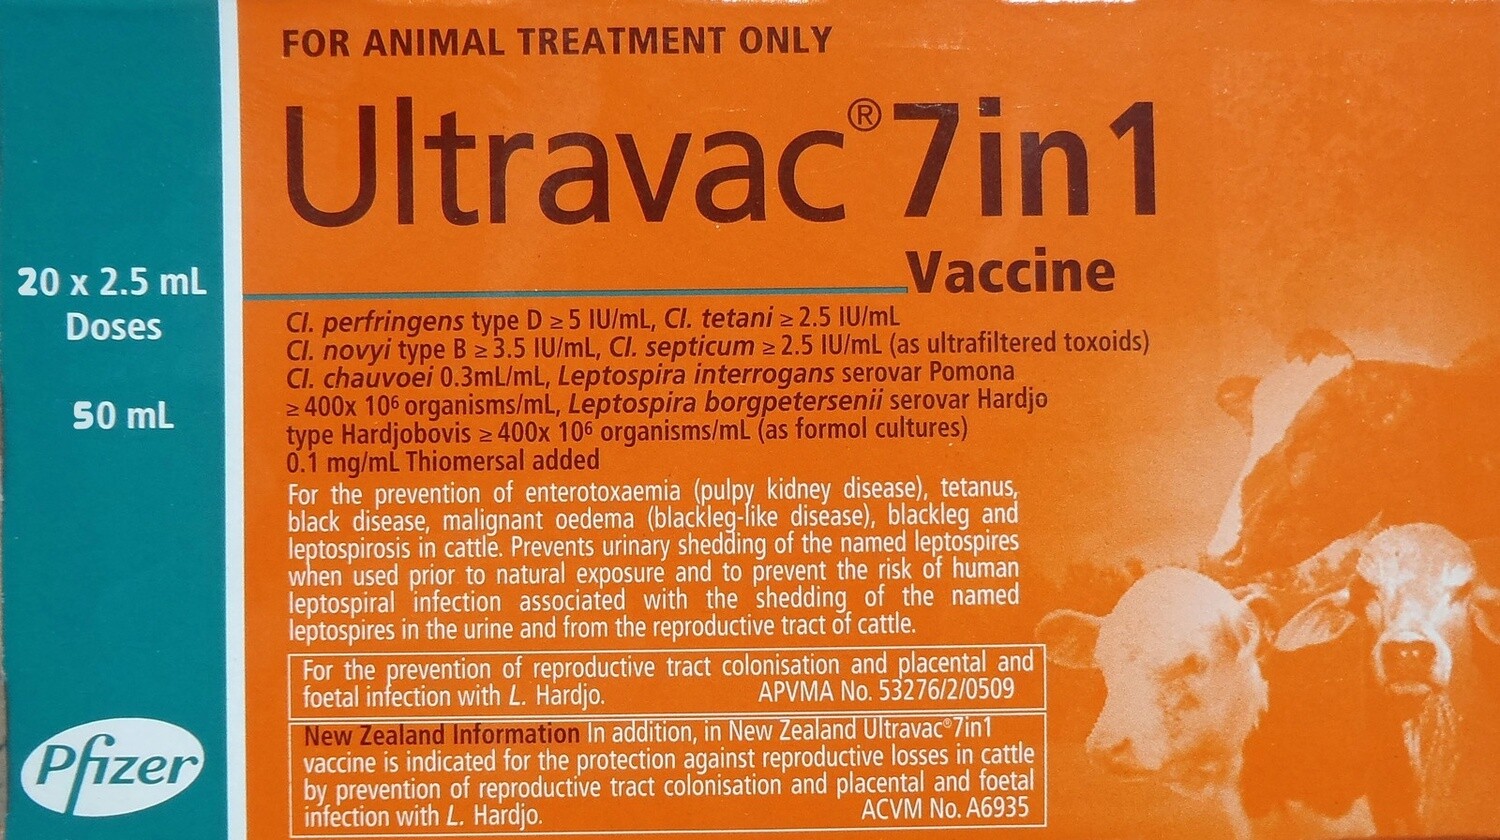 FOR ANIMAL TREATMENT ONLY
Ultravac® 7in1
Vaccine
20 x 2.5 mL
Doses
50 mL
Cl. perfringens type D ≥ 5 IU/mL, Cl. tetani ≥ 2.5 IU/mL
Cl. novyi type B ≥ 3.5 IU/mL, Cl. septicum ≥ 2.5 IU/mL (as ultrafiltered toxoids)
Cl. chauvoei 0.3mL/mL, Leptospira interrogans serovar Pomona
≥ 400x 10⁶ organisms/mL, Leptospira borgpetersenii serovar Hardjo
type Hardjobovis ≥ 400x 10⁶ organisms/mL (as formol cultures)
0.1 mg/mL Thiomersal added
For the prevention of enterotoxaemia (pulpy kidney disease), tetanus,
black disease, malignant oedema (blackleg-like disease), blackleg and
leptospirosis in cattle. Prevents urinary shedding of the named leptospires
when used prior to natural exposure and to prevent the risk of human
leptospiral infection associated with the shedding of the named
leptospires in the urine and from the reproductive tract of cattle.
For the prevention of reproductive tract colonisation and placental and
foetal infection with L. Hardjo. APVMA No. 53276/2/0509
New Zealand Information In addition, in New Zealand Ultravac® 7in1
vaccine is indicated for the protection against reproductive losses in cattle
by prevention of reproductive tract colonisation and placental and foetal
infection with L. Hardjo. ACVM No. A6935
Pfizer